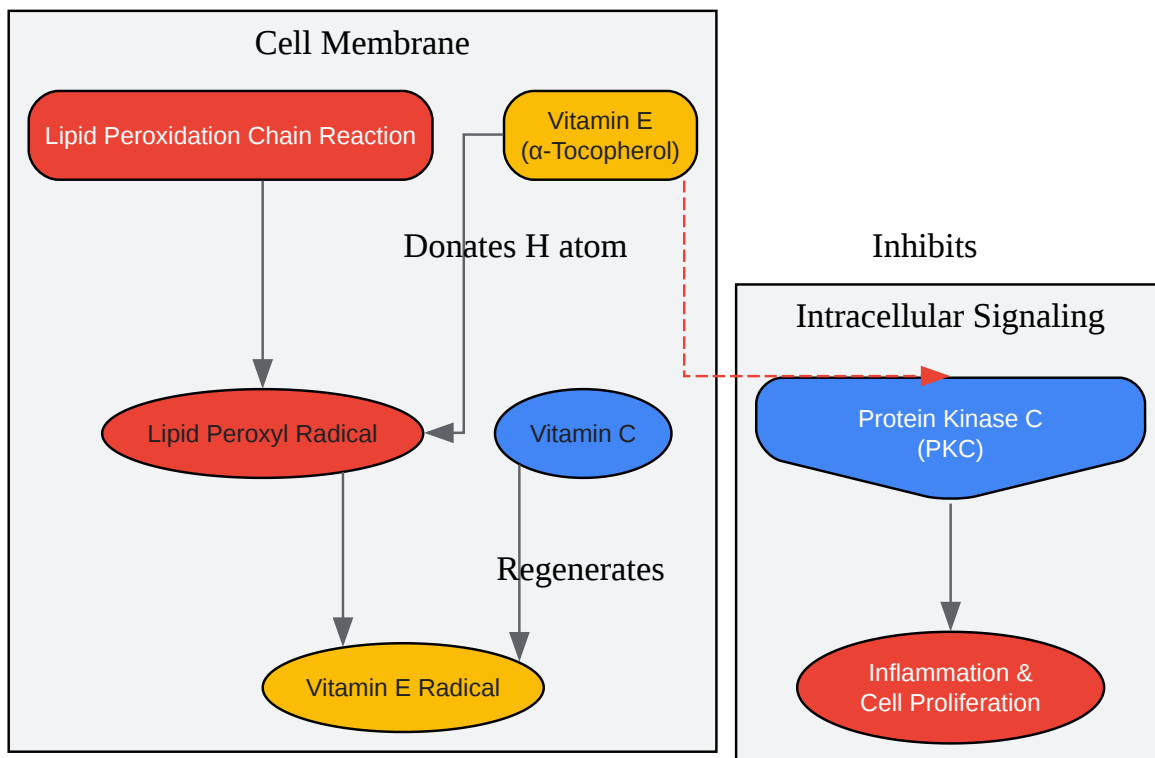 Cell Membrane
Lipid Peroxidation Chain Reaction
Vitamin E
(α-Tocopherol)
Donates H atom
Inhibits
Intracellular Signaling
Lipid Peroxyl Radical
Vitamin C
Protein Kinase C
(PKC)
Regenerates
Vitamin E Radical
Inflammation &
Cell Proliferation